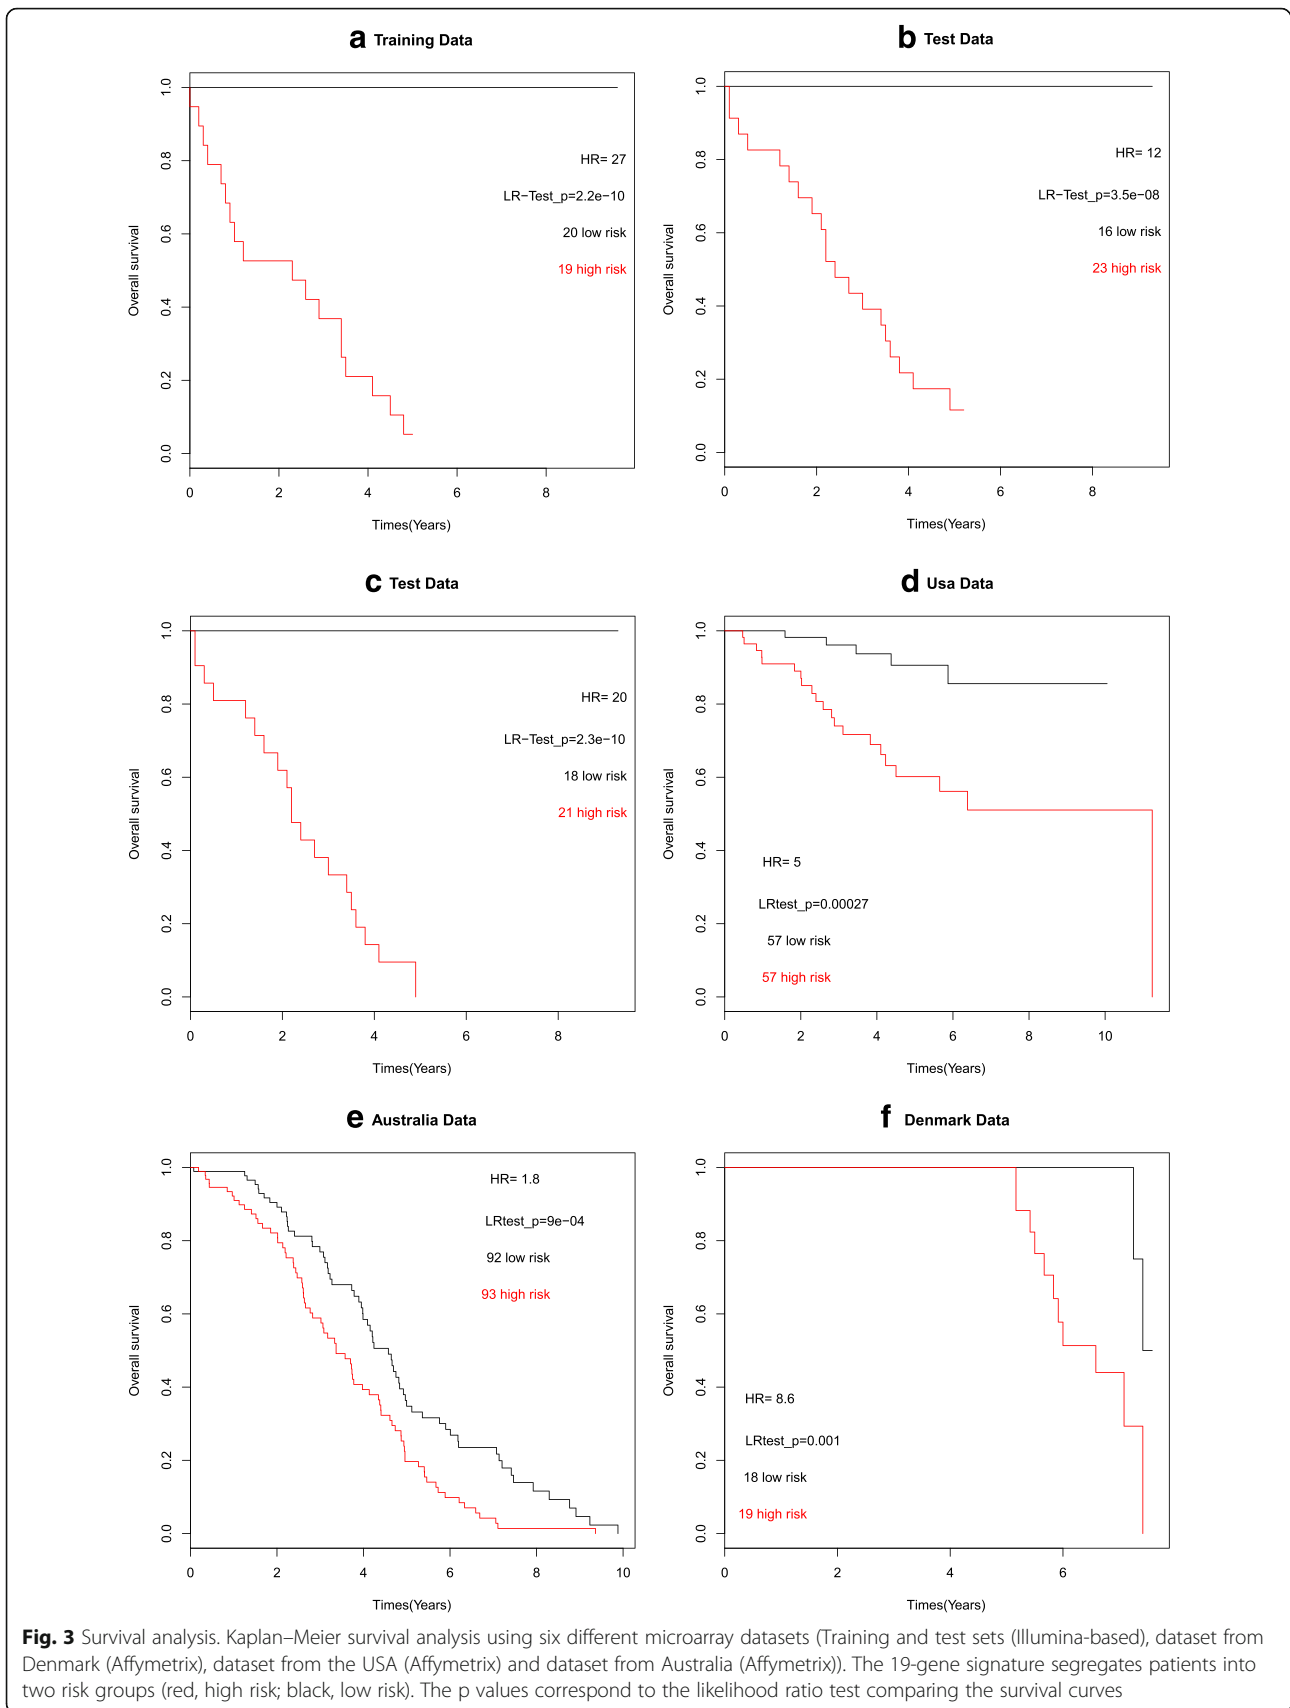 a Training Data
1.0
0.8
0.6
0.4
0.2
0.0
Overall survival
HR= 27
LR−Test_p=2.2e−10
20 low risk
19 high risk
0 2 4 6 8
Times(Years)
b Test Data
1.0
0.8
0.6
0.4
0.2
0.0
Overall survival
HR= 12
LR−Test_p=3.5e−08
16 low risk
23 high risk
0 2 4 6 8
Times(Years)
c Test Data
1.0
0.8
0.6
0.4
0.2
0.0
Overall survival
HR= 20
LR−Test_p=2.3e−10
18 low risk
21 high risk
0 2 4 6 8
Times(Years)
d Usa Data
1.0
0.8
0.6
0.4
0.2
0.0
Overall survival
HR= 5
LRtest_p=0.00027
57 low risk
57 high risk
0 2 4 6 8 10
Times(Years)
e Australia Data
1.0
0.8
0.6
0.4
0.2
0.0
Overall survival
HR= 1.8
LRtest_p=9e−04
92 low risk
93 high risk
0 2 4 6 8 10
Times(Years)
f Denmark Data
1.0
0.8
0.6
0.4
0.2
0.0
Overall survival
HR= 8.6
LRtest_p=0.001
18 low risk
19 high risk
0 2 4 6
Times(Years)
Fig. 3 Survival analysis. Kaplan–Meier survival analysis using six different microarray datasets (Training and test sets (Illumina-based), dataset from
Denmark (Affymetrix), dataset from the USA (Affymetrix) and dataset from Australia (Affymetrix)). The 19-gene signature segregates patients into
two risk groups (red, high risk; black, low risk). The p values correspond to the likelihood ratio test comparing the survival curves